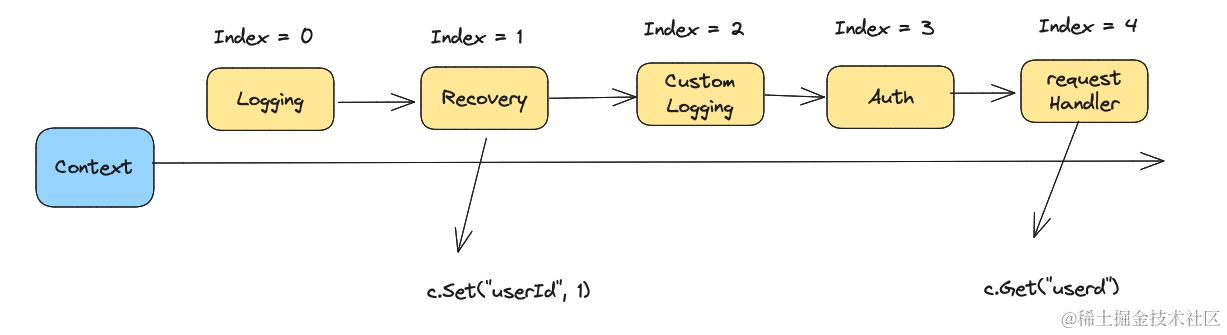 Index = 0
Index = 1
Index = 2
Index = 3
Index = 4
Logging
Recovery
Custom
Logging
Auth
request
Handler
Context
c.Set("userId", 1)
c.Get("userd")
@稀土掘金技术社区